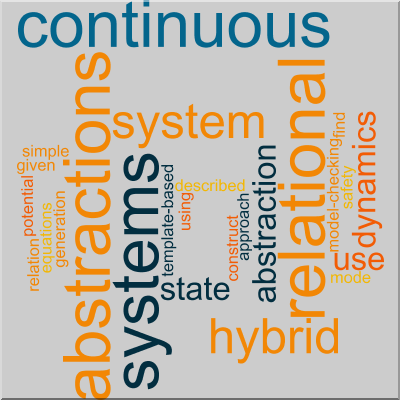 continuous
abstractions
relational
system
systems
simple
given
potential
relation
equations
generation
template-based
described
using
state
construct
approach
abstraction
hybrid
model-checking
find
safety
dynamics
use
mode